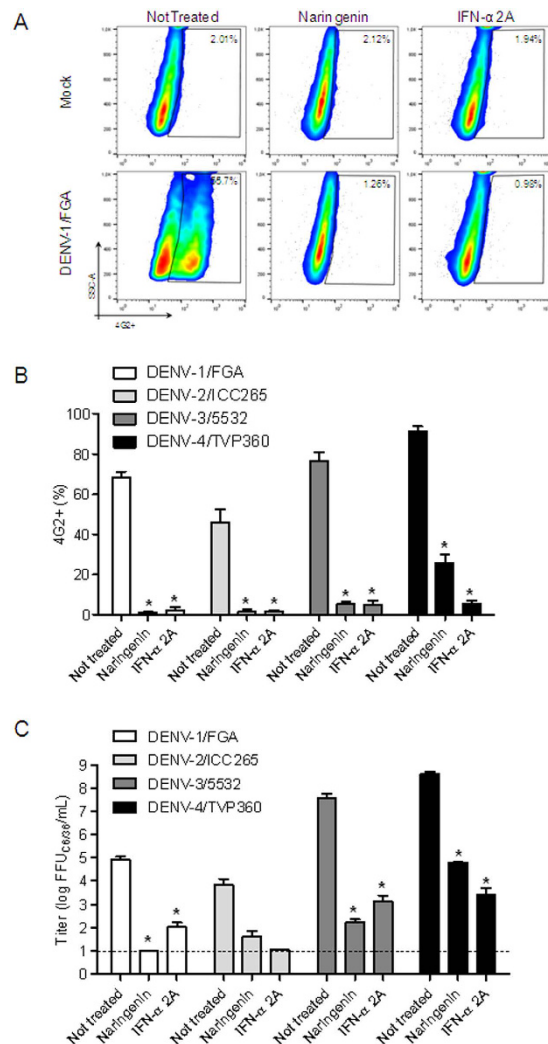 A
Not Treated Naringenin IFN-α 2A
Mock
2.01% 2.12% 1.94%
DENV-1/FGA
1.26% 0.98%
SSC-A
4G2+
B
DENV-1/FGA
DENV-2/ICC265
DENV-3/5532
DENV-4/TVP360
4G2+ (%)
100
80
60
40
20
0
* * * * * * * *
Not treated Naringenin IFN-α 2A Not treated Naringenin IFN-α 2A Not treated Naringenin IFN-α 2A Not treated Naringenin IFN-α 2A
C
DENV-1/FGA
DENV-2/ICC265
DENV-3/5532
DENV-4/TVP360
Titer (log FFU C6/36/mL)
9
8
7
6
5
4
3
2
1
0
* * * * * *
Not treated Naringenin IFN-α 2A Not treated Naringenin IFN-α 2A Not treated Naringenin IFN-α 2A Not treated Naringenin IFN-α 2A